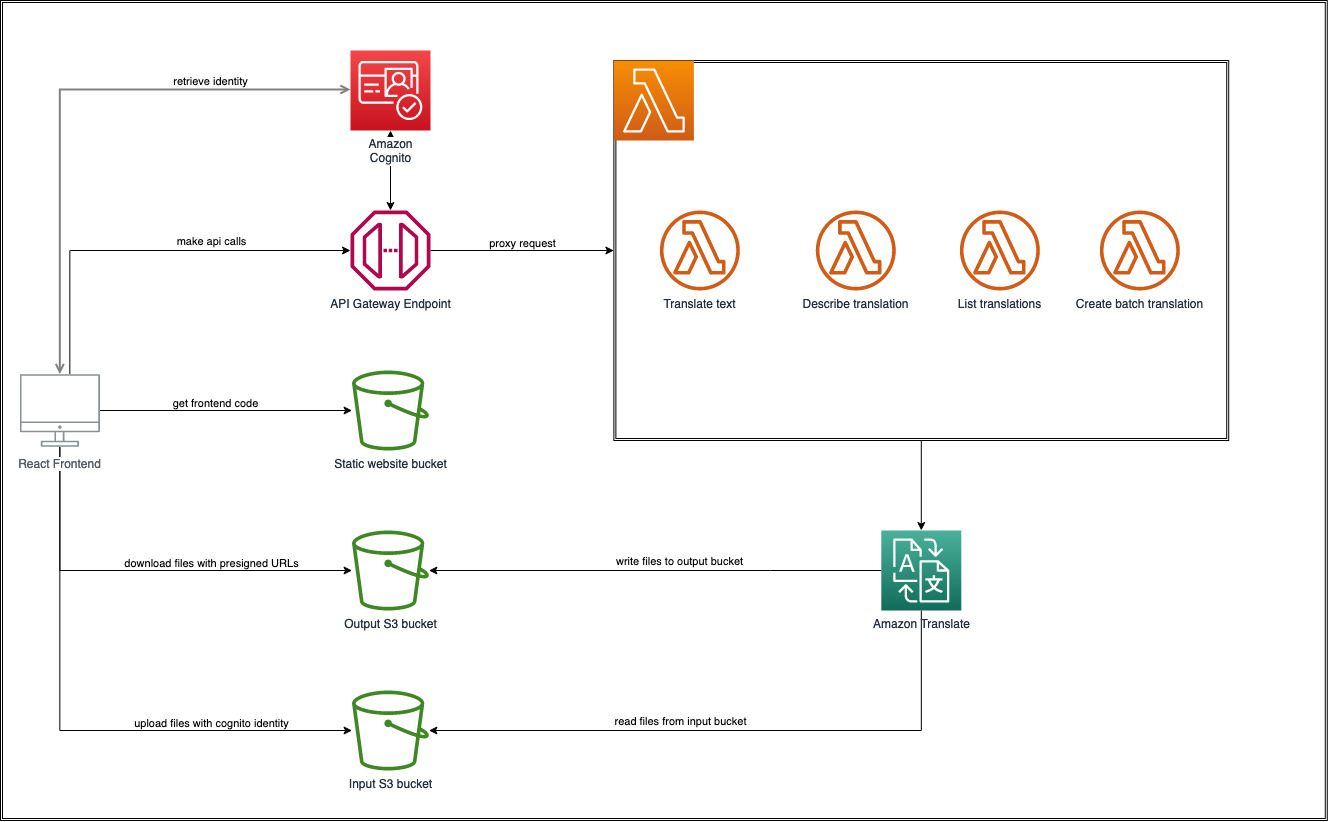 retrieve identity
Amazon
Cognito
make api calls
proxy request
API Gateway Endpoint
Translate text
Describe translation
List translations
Create batch translation
get frontend code
React Frontend
Static website bucket
download files with presigned URLs
write files to output bucket
A
文
Output S3 bucket
Amazon Translate
upload files with cognito identity
read files from input bucket
Input S3 bucket